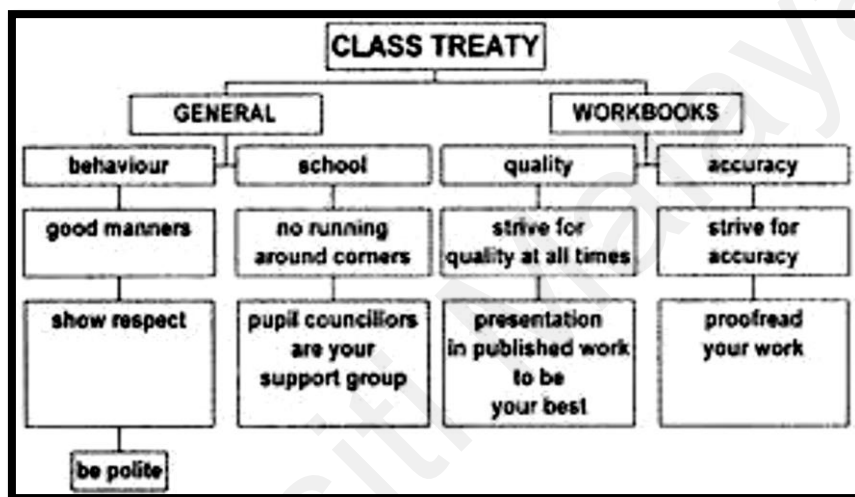 CLASS TREATY
GENERAL
WORKBOOKS
behaviour
school
quality
accuracy
good manners
no running
around corners
strive for
quality at all times
strive for
accuracy
show respect
pupil councillors
are your
support group
presentation
in published work
to be
your best
proofread
your work
be polite